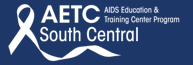 AETC AIDS Education &
Training Center Program
South Central